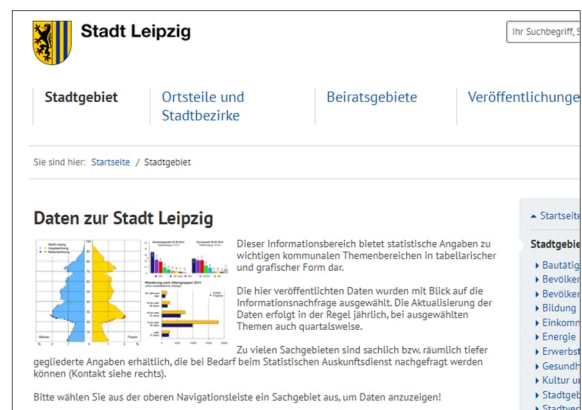 Stadt Leipzig
Ihr Suchbegriff,
Stadtgebiet
Ortsteile und
Stadtbezirke
Beiratsgebiete
Veröffentlichunge
Sie sind hier: Startseite / Stadtgebiet
Daten zur Stadt Leipzig
Dieser Informationsbereich bietet statistische Angaben zu
wichtigen kommunalen Themenbereichen in tabellarischer
und grafischer Form dar.
Die hier veröffentlichten Daten wurden mit Blick auf die
Informationsnachfrage ausgewählt. Die Aktualisierung der
Daten erfolgt in der Regel jährlich, bei ausgewählten
Themen auch quartalsweise.
Zu vielen Sachgebieten sind sachlich bzw. räumlich tiefer
gegliederte Angaben erhältlich, die bei Bedarf beim Statistischen Auskunftsdienst nachgefragt werden
können (Kontakt siehe rechts).
Bitte wählen Sie aus der oberen Navigationsleiste ein Sachgebiet aus, um Daten anzuzeigen!
Startseite
Stadtgebie
Bautätig
Bevölker
Bevölker
Bildung
Einkomm
Energie
Erwerbst
Gesundh
Kultur u
Stadtgeb